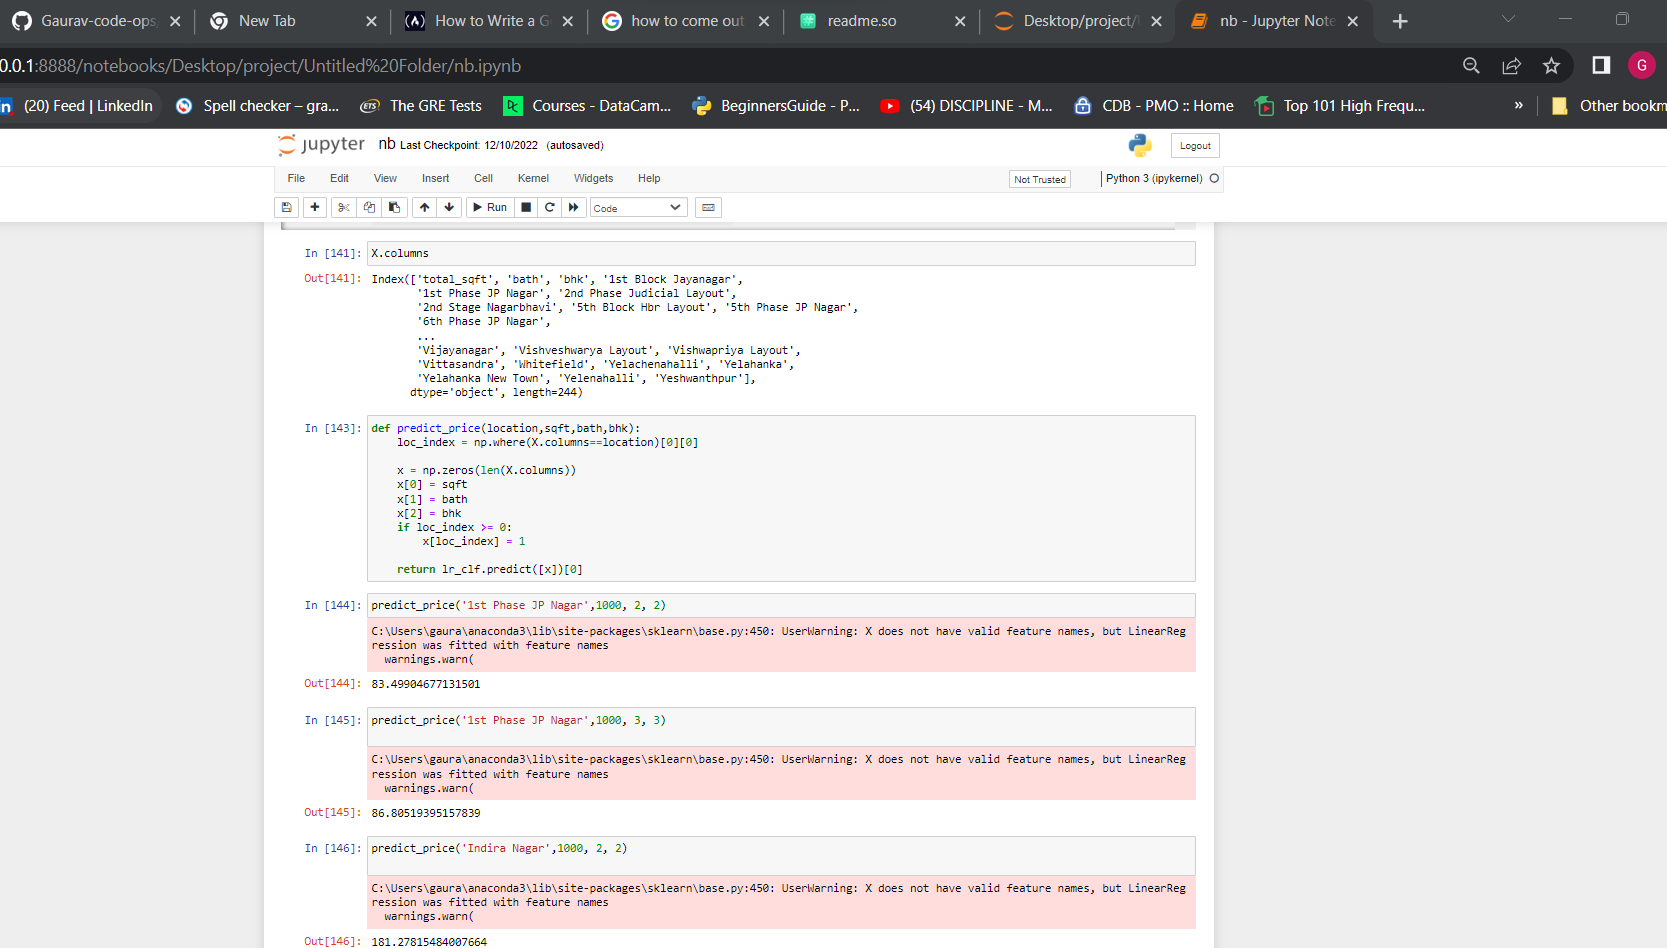 Gaurav-code-ops
New Tab
How to Write a G
how to come out
readme.so
Desktop/project/
nb - Jupyter Note
0.0.1:8888/notebooks/Desktop/project/Untitled%20Folder/nb.ipynb
G
in (20) Feed | LinkedIn
Spell checker – gra...
ETS The GRE Tests
Courses - DataCam...
BeginnersGuide - P...
(54) DISCIPLINE - M...
CDB - PMO :: Home
Top 101 High Frequ...
»
Other bookm
jupyter nb Last Checkpoint: 12/10/2022 (autosaved)
Logout
File Edit View Insert Cell Kernel Widgets Help
Not Trusted
Python 3 (ipykernel)
Run
Code
In [141]: X.columns
Out[141]: Index(['total_sqft', 'bath', 'bhk', '1st Block Jayanagar',
'1st Phase JP Nagar', '2nd Phase Judicial Layout',
'2nd Stage Nagarbhavi', '5th Block Hbr Layout', '5th Phase JP Nagar',
'6th Phase JP Nagar',
...
'Vijayanagar', 'Vishveshwarya Layout', 'Vishwapriya Layout',
'Vittasandra', 'Whitefield', 'Yelachenahalli', 'Yelahanka',
'Yelahanka New Town', 'Yelenahalli', 'Yeshwanthpur'],
dtype='object', length=244)
In [143]: def predict_price(location,sqft,bath,bhk):
loc_index = np.where(X.columns==location)[0][0]
x = np.zeros(len(X.columns))
x[0] = sqft
x[1] = bath
x[2] = bhk
if loc_index >= 0:
x[loc_index] = 1
return lr_clf.predict([x])[0]
In [144]: predict_price('1st Phase JP Nagar',1000, 2, 2)
C:\Users\gaura\anaconda3\lib\site-packages\sklearn\base.py:450: UserWarning: X does not have valid feature names, but LinearReg
ression was fitted with feature names
warnings.warn(
Out[144]: 83.49904677131501
In [145]: predict_price('1st Phase JP Nagar',1000, 3, 3)
C:\Users\gaura\anaconda3\lib\site-packages\sklearn\base.py:450: UserWarning: X does not have valid feature names, but LinearReg
ression was fitted with feature names
warnings.warn(
Out[145]: 86.80519395157839
In [146]: predict_price('Indira Nagar',1000, 2, 2)
C:\Users\gaura\anaconda3\lib\site-packages\sklearn\base.py:450: UserWarning: X does not have valid feature names, but LinearReg
ression was fitted with feature names
warnings.warn(
Out[146]: 181.27815484007664